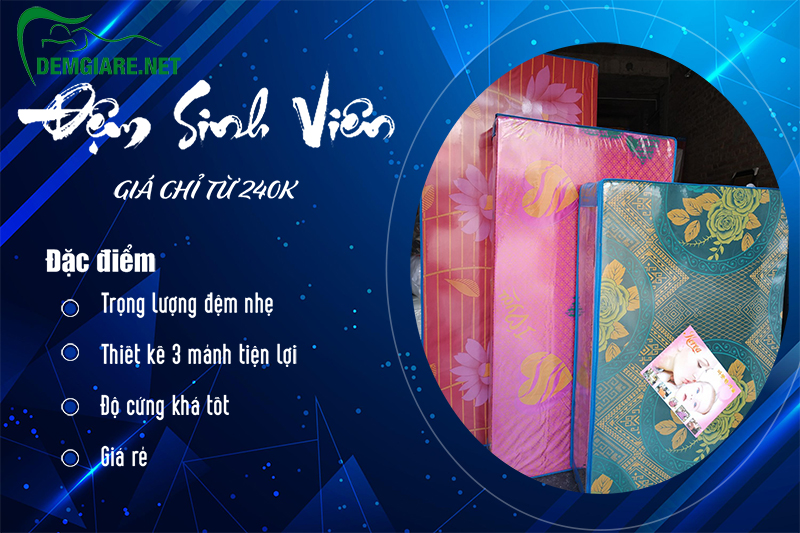 DEMGIARE.NET
Đệm Sinh Viên
GIÁ CHỈ TỪ 240K
Đặc điểm
Trọng lượng đệm nhẹ
Thiết kế 3 mảnh tiện lợi
Độ cứng khá tốt
Giá rẻ